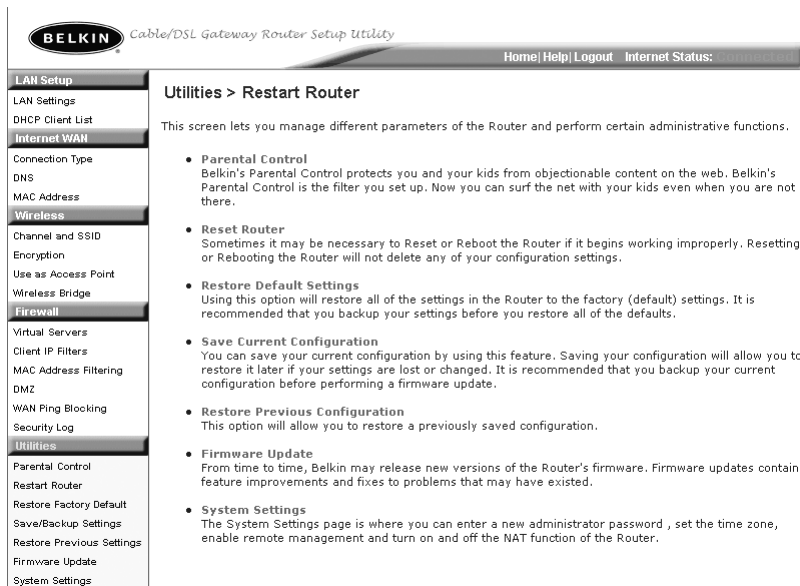 BELKIN
Cable/DSL Gateway Router Setup Utility
Home| Help| Logout Internet Status: Connected
LAN Setup
LAN Settings
DHCP Client List
Internet WAN
Connection Type
DNS
MAC Address
Wireless
Channel and SSID
Encryption
Use as Access Point
Wireless Bridge
Firewall
Virtual Servers
Client IP Filters
MAC Address Filtering
DMZ
WAN Ping Blocking
Security Log
Utilities
Parental Control
Restart Router
Restore Factory Default
Save/Backup Settings
Restore Previous Settings
Firmware Update
System Settings
Utilities > Restart Router
This screen lets you manage different parameters of the Router and perform certain administrative functions.
• Parental Control
Belkin's Parental Control protects you and your kids from objectionable content on the web. Belkin's
Parental Control is the filter you set up. Now you can surf the net with your kids even when you are not
there.
• Reset Router
Sometimes it may be necessary to Reset or Reboot the Router if it begins working improperly. Resetting
or Rebooting the Router will not delete any of your configuration settings.
• Restore Default Settings
Using this option will restore all of the settings in the Router to the factory (default) settings. It is
recommended that you backup your settings before you restore all of the defaults.
• Save Current Configuration
You can save your current configuration by using this feature. Saving your configuration will allow you to
restore it later if your settings are lost or changed. It is recommended that you backup your current
configuration before performing a firmware update.
• Restore Previous Configuration
This option will allow you to restore a previously saved configuration.
• Firmware Update
From time to time, Belkin may release new versions of the Router's firmware. Firmware updates contain
feature improvements and fixes to problems that may have existed.
• System Settings
The System Settings page is where you can enter a new administrator password , set the time zone,
enable remote management and turn on and off the NAT function of the Router.